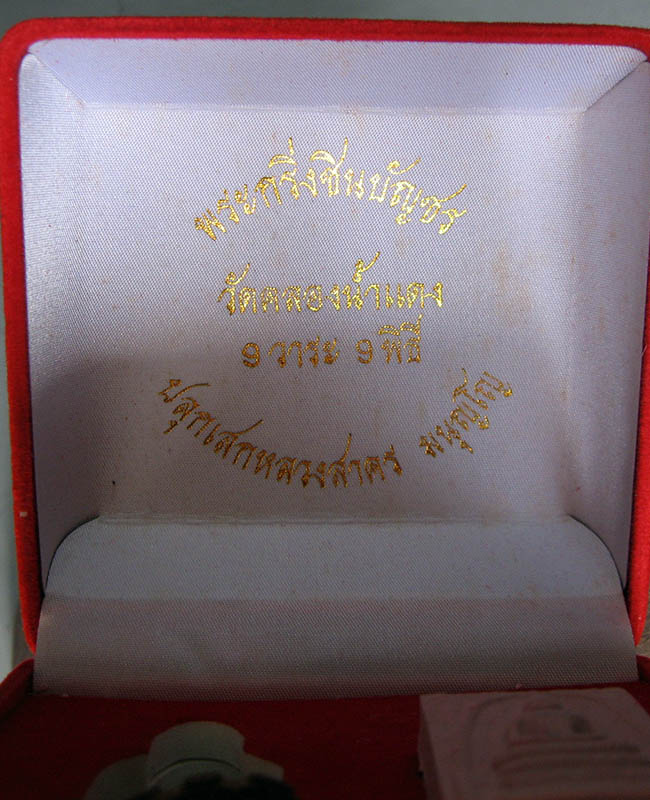 พระกริ่งชินบัญชร
วัดคลองน้ำแดง
9 วาระ 9 พิธี
ปลุกเสกหลวงสาคร มนุญโญ